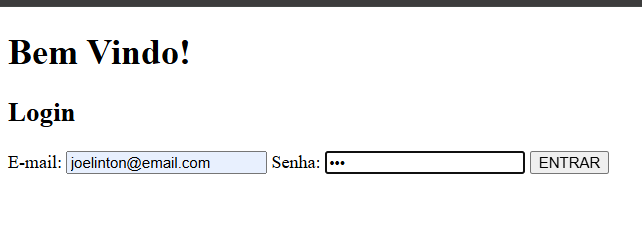 Bem Vindo!
Login
E-mail: joelinton@email.com Senha: ••• ENTRAR